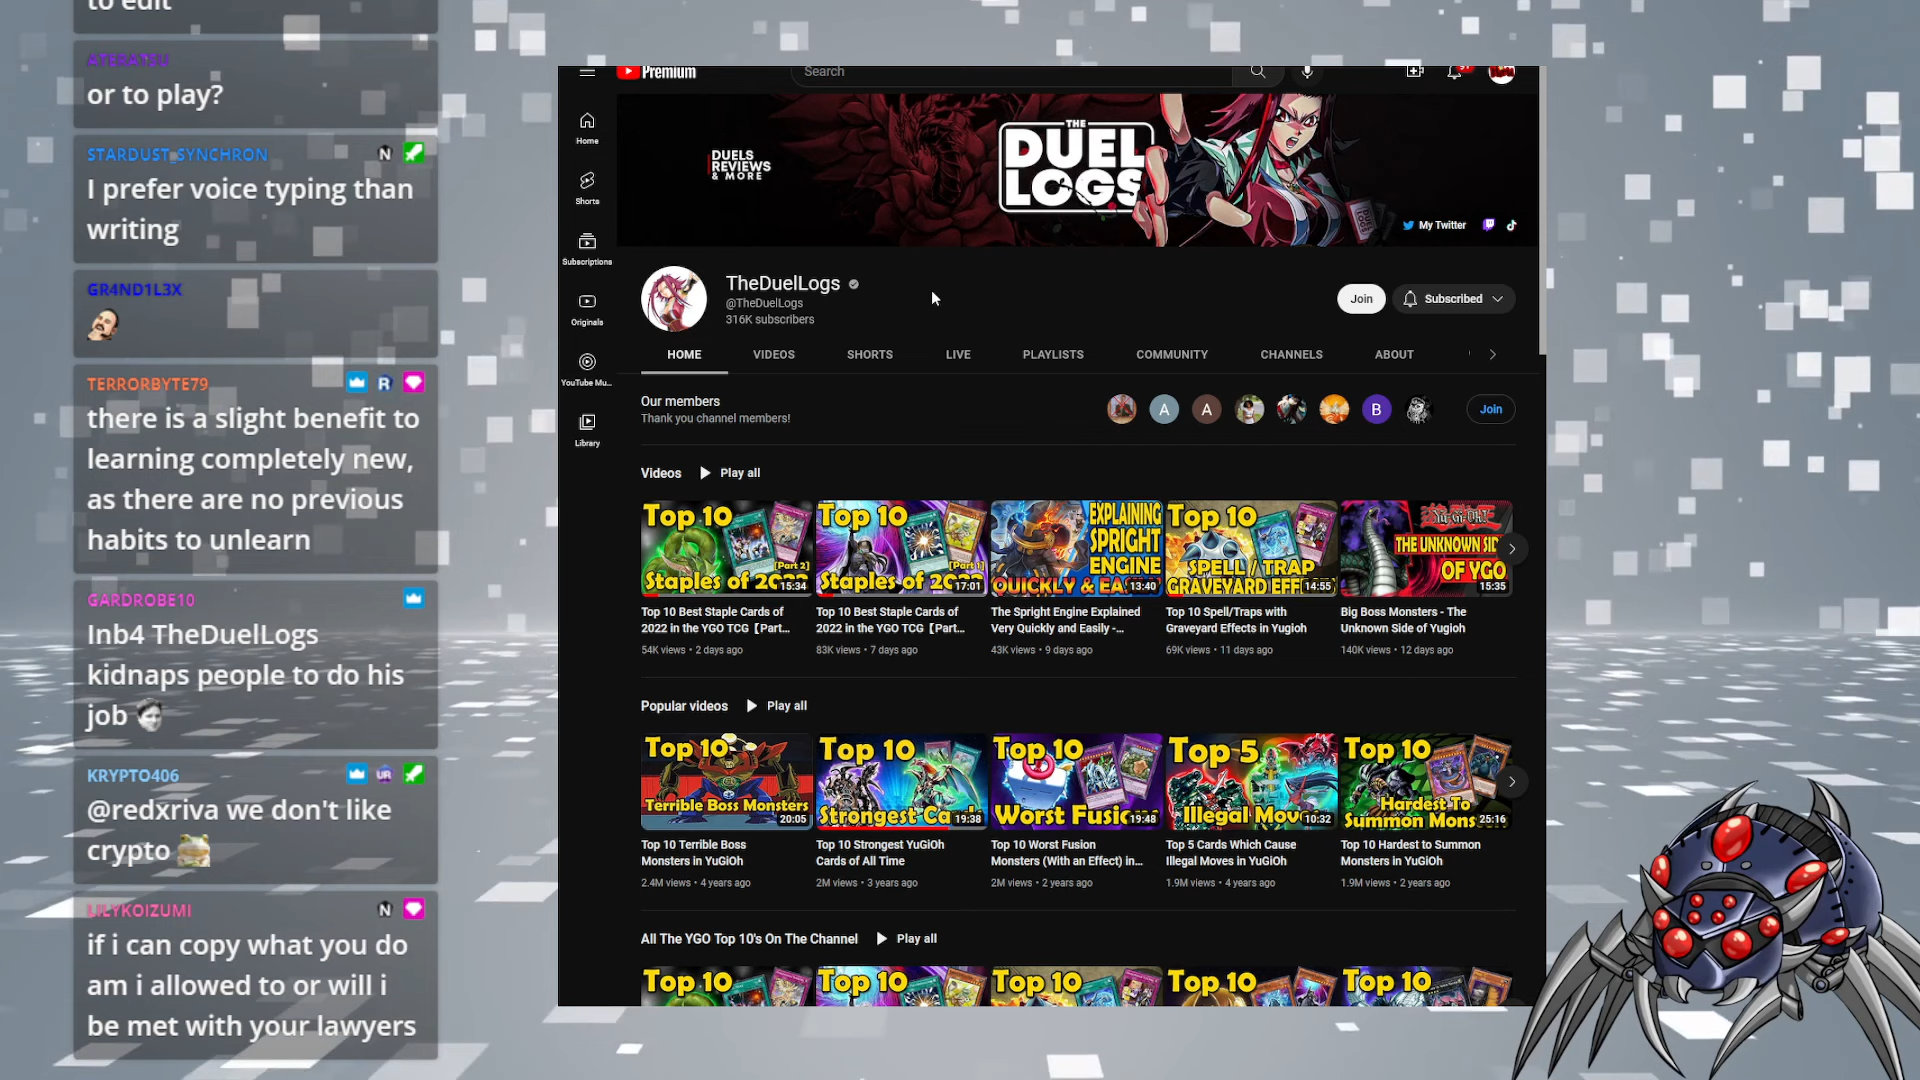 to edit
AYERATSU
or to play?
STARDUST_SYNCHRON
I prefer voice typing than
writing
GR4ND1L3X
TERRORBYTE79
there is a slight benefit to
learning completely new,
as there are no previous
habits to unlearn
GARDROBE10
Inb4 TheDuelLogs
kidnaps people to do his
job
KRYPTO406
@redxriva we don't like
crypto
LILYKOIZUMI
if i can copy what you do
am i allowed to or will i
be met with your lawyers
Premium
Search
Home
Shorts
Subscriptions
Originals
YouTube Mu...
Library
DUELS
REVIEWS
& MORE
THE
DUEL
LOGS
My Twitter
TheDuelLogs
@TheDuelLogs
316K subscribers
Join
Subscribed
HOME
VIDEOS
SHORTS
LIVE
PLAYLISTS
COMMUNITY
CHANNELS
ABOUT
Our members
Thank you channel members!
A
A
B
Join
Videos
Play all
Top 10
[Part 2]
Staples of 20
15:34
Top 10
[Part 1]
Staples of 20
17:01
EXPLAINING
SPRIGHT
ENGINE
QUICKLY & EA
13:40
Top 10
SPELL/TRAP
GRAVEYARD EFF
14:55
Yu-Gi-Oh!
THE UNKNOWN SID
OF YGO
15:35
Top 10 Best Staple Cards of
2022 in the YGO TCG【Part...
54K views • 2 days ago
Top 10 Best Staple Cards of
2022 in the YGO TCG【Part...
83K views • 7 days ago
The Spright Engine Explained
Very Quickly and Easily -...
43K views • 9 days ago
Top 10 Spell/Traps with
Graveyard Effects in Yugioh
69K views • 11 days ago
Big Boss Monsters - The
Unknown Side of Yugioh
140K views • 12 days ago
Popular videos
Play all
Top 10
Terrible Boss Monsters
20:05
Top 10
Strongest Ca
19:38
Top 10
Worst Fusio
19:48
Top 5
Illegal Mov
10:32
Top 10
Hardest To
Summon Mons
25:16
Top 10 Terrible Boss
Monsters in YuGiOh
2.4M views • 4 years ago
Top 10 Strongest YuGiOh
Cards of All Time
2M views • 3 years ago
Top 10 Worst Fusion
Monsters (With an Effect) in...
2M views • 2 years ago
Top 5 Cards Which Cause
Illegal Moves in YuGiOh
1.9M views • 4 years ago
Top 10 Hardest to Summon
Monsters in YuGiOh
1.9M views • 2 years ago
All The YGO Top 10's On The Channel
Play all
Top 10
Top 10
Top 10
Top 10
Top 10